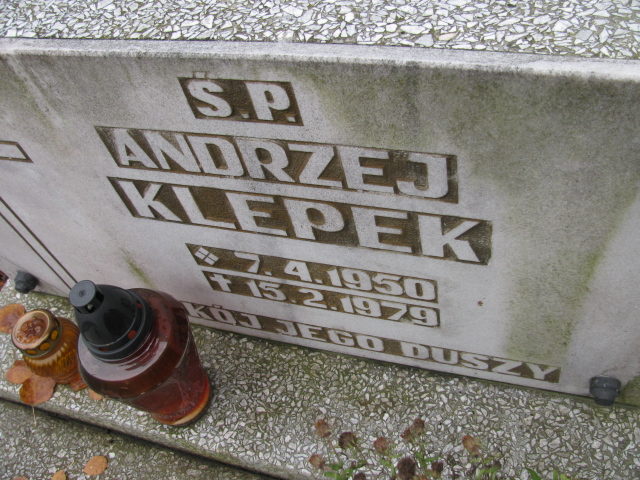 Ś.P.
ANDRZEJ
KLEPEK
7.4.1950
✝ 15.2.1979
KÓJ JEGO DUSZY